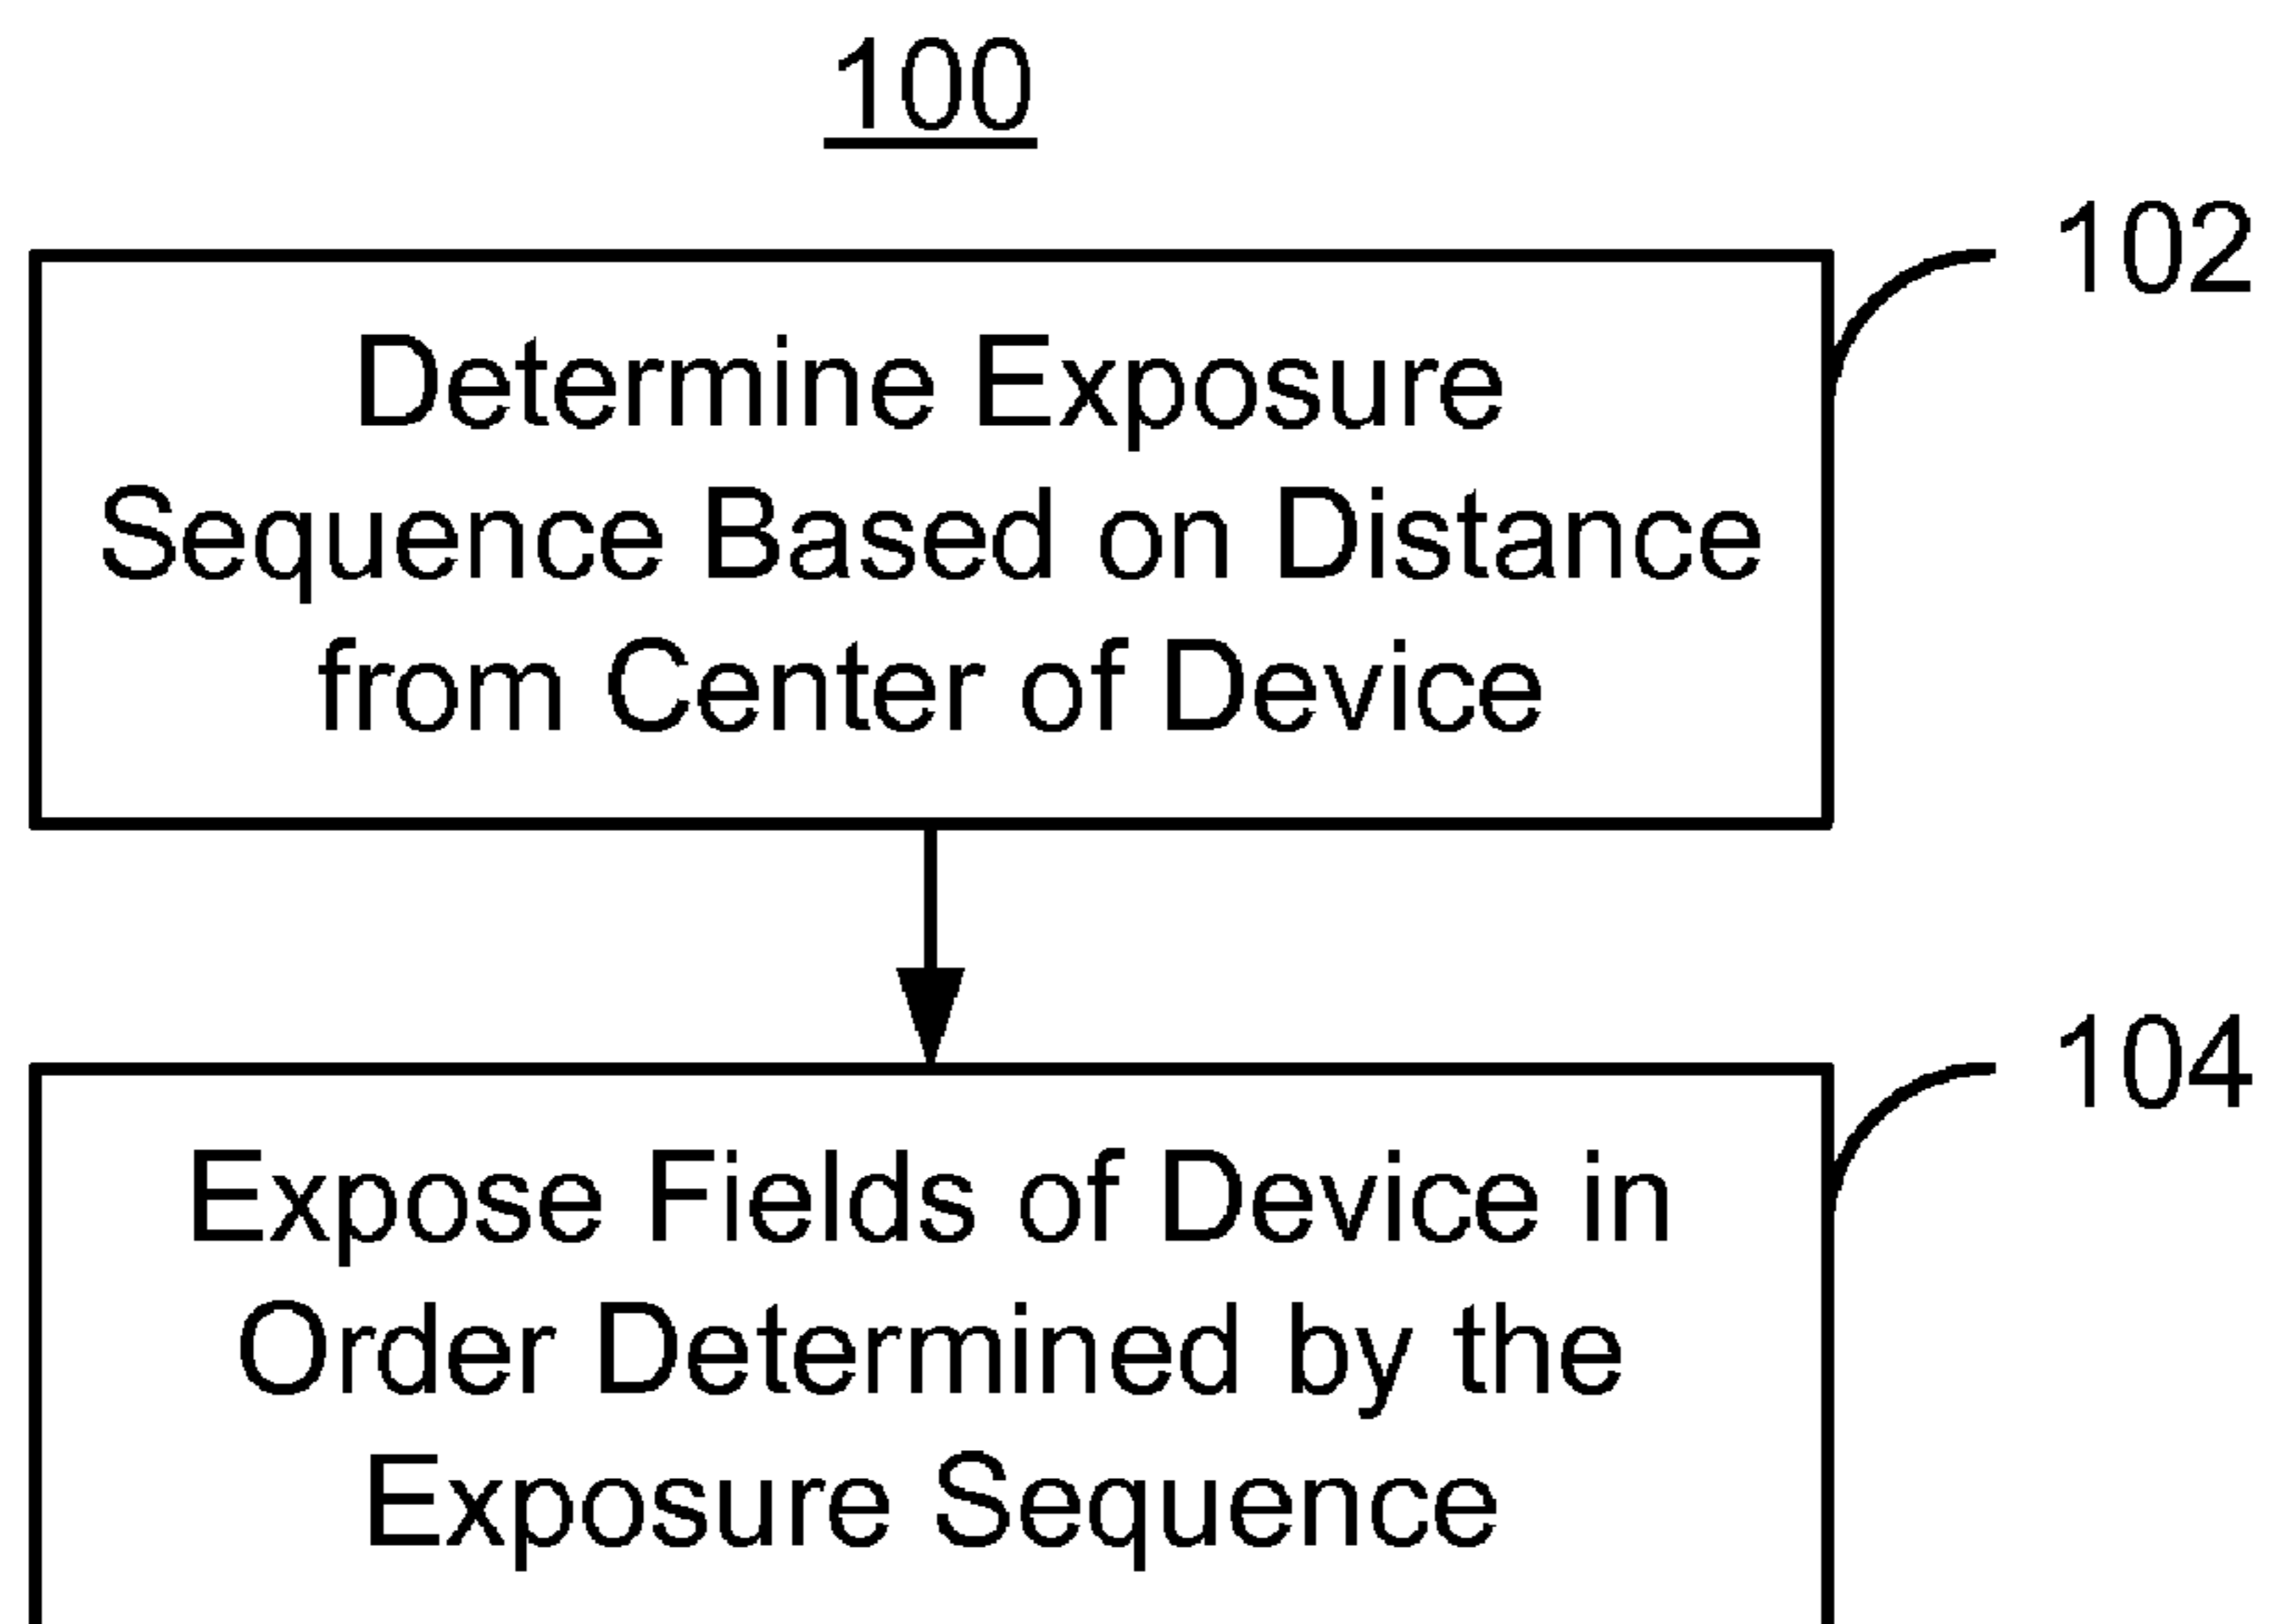 100
102
Determine Exposure
Sequence Based on Distance
from Center of Device
104
Expose Fields of Device in
Order Determined by the
Exposure Sequence